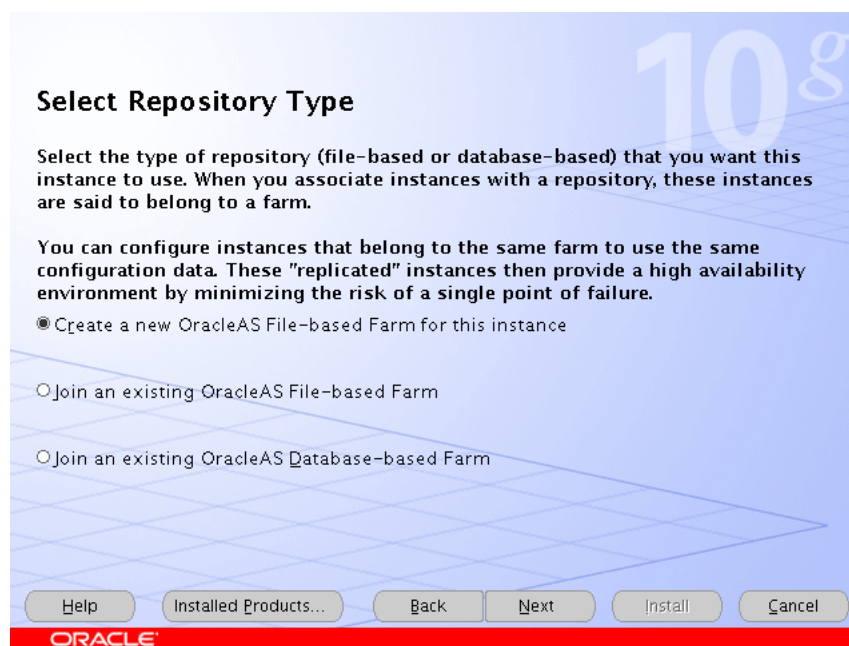 10g
Select Repository Type
Select the type of repository (file-based or database-based) that you want this
instance to use. When you associate instances with a repository, these instances
are said to belong to a farm.
You can configure instances that belong to the same farm to use the same
configuration data. These "replicated" instances then provide a high availability
environment by minimizing the risk of a single point of failure.
Create a new OracleAS File-based Farm for this instance
Join an existing OracleAS File-based Farm
Join an existing OracleAS Database-based Farm
Help Installed Products... Back Next Install Cancel
ORACLE